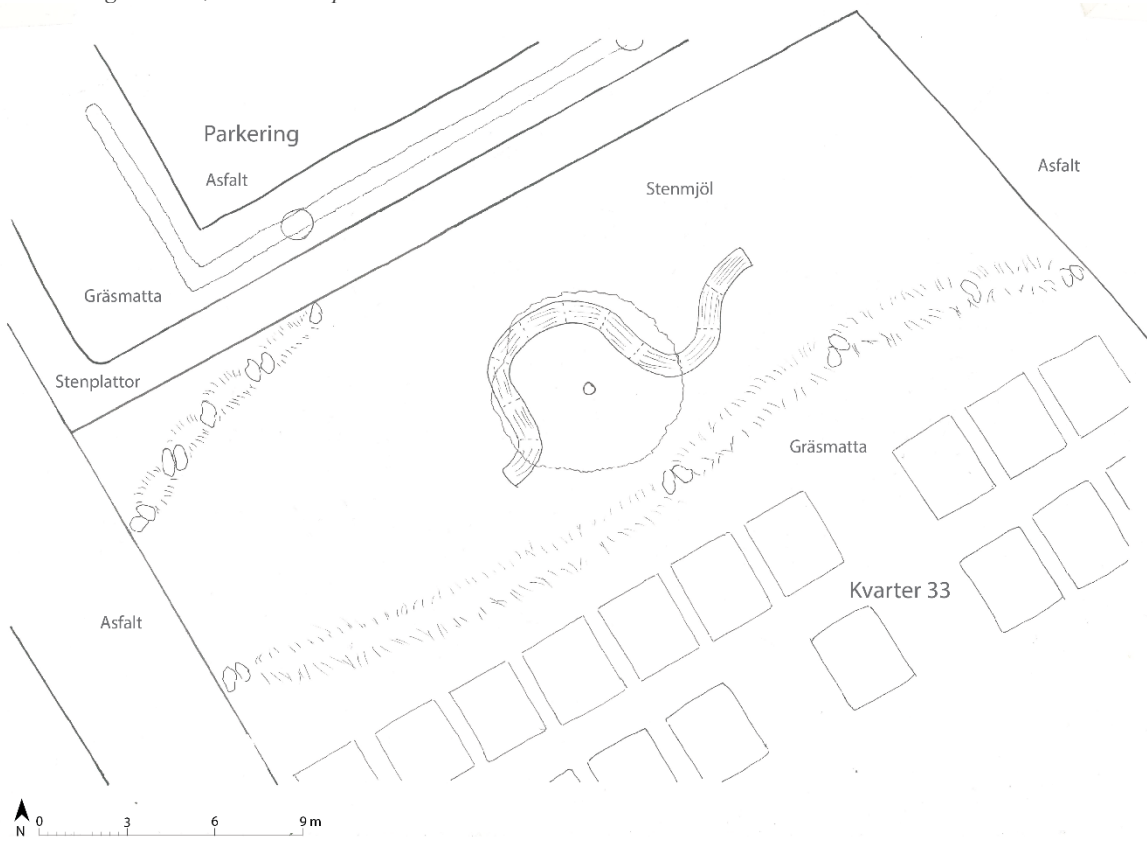 Parkering
Asfalt
Asfalt
Stenmjöl
Gräsmatta
Stenplattor
Gräsmatta
Kvarter 33
Asfalt
N
0 3 6 9 m